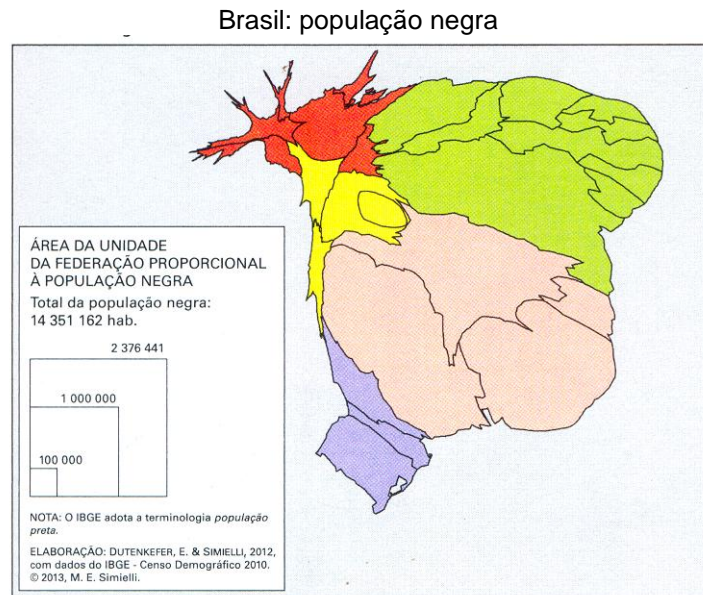 Brasil: população negra
ÁREA DA UNIDADE
DA FEDERAÇÃO PROPORCIONAL
À POPULAÇÃO NEGRA
Total da população negra:
14 351 162 hab.
2 376 441
1 000 000
100 000
NOTA: O IBGE adota a terminologia população
preta.
ELABORAÇÃO: DUTENKEFER, E. & SIMIELLI, 2012,
com dados do IBGE - Censo Demográfico 2010.
© 2013, M. E. Simielli.